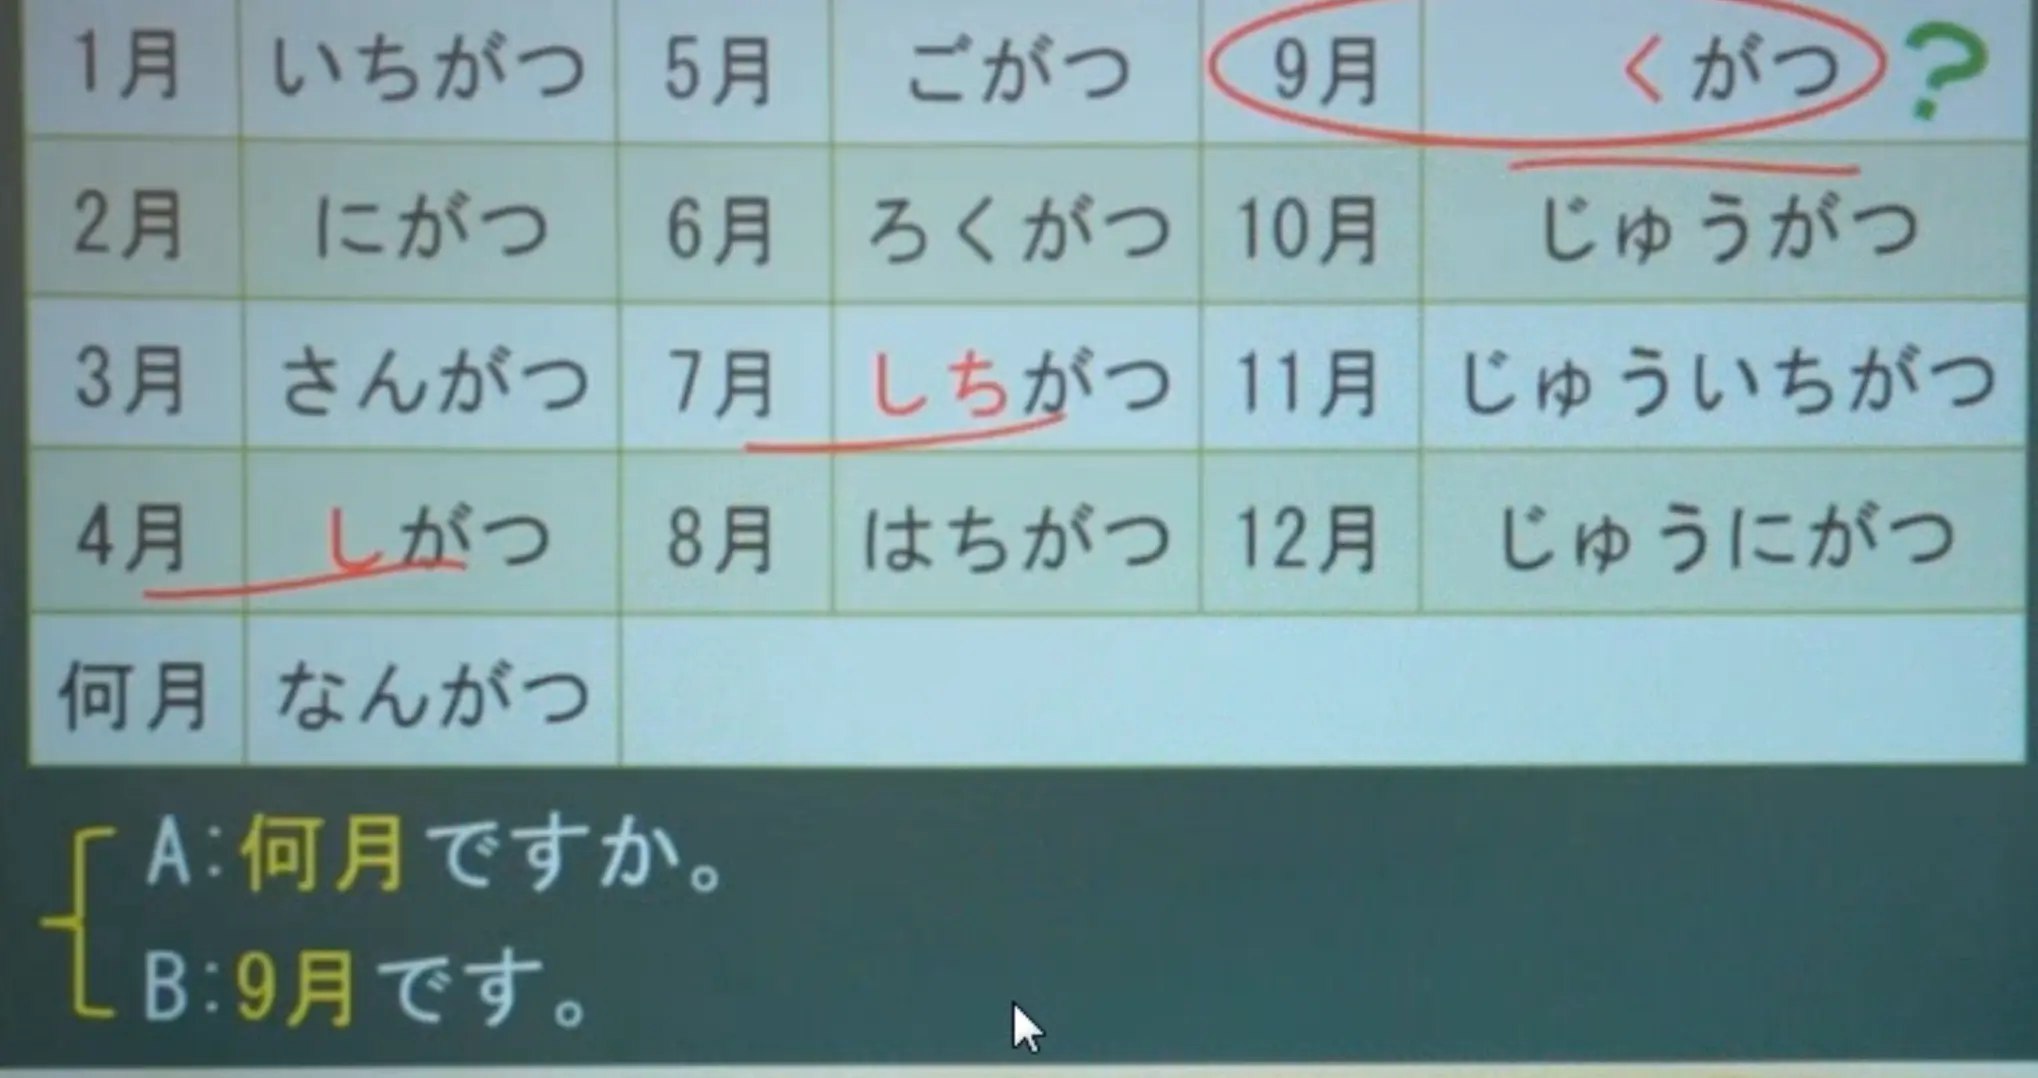 1月 いちがつ 5月 ごがつ 9月 くがつ ?
2月 にがつ 6月 ろくがつ 10月 じゅうがつ
3月 さんがつ 7月 しちがつ 11月 じゅういちがつ
4月 しがつ 8月 はちがつ 12月 じゅうにがつ
何月 なんがつ
A:何月ですか。
B:9月です。